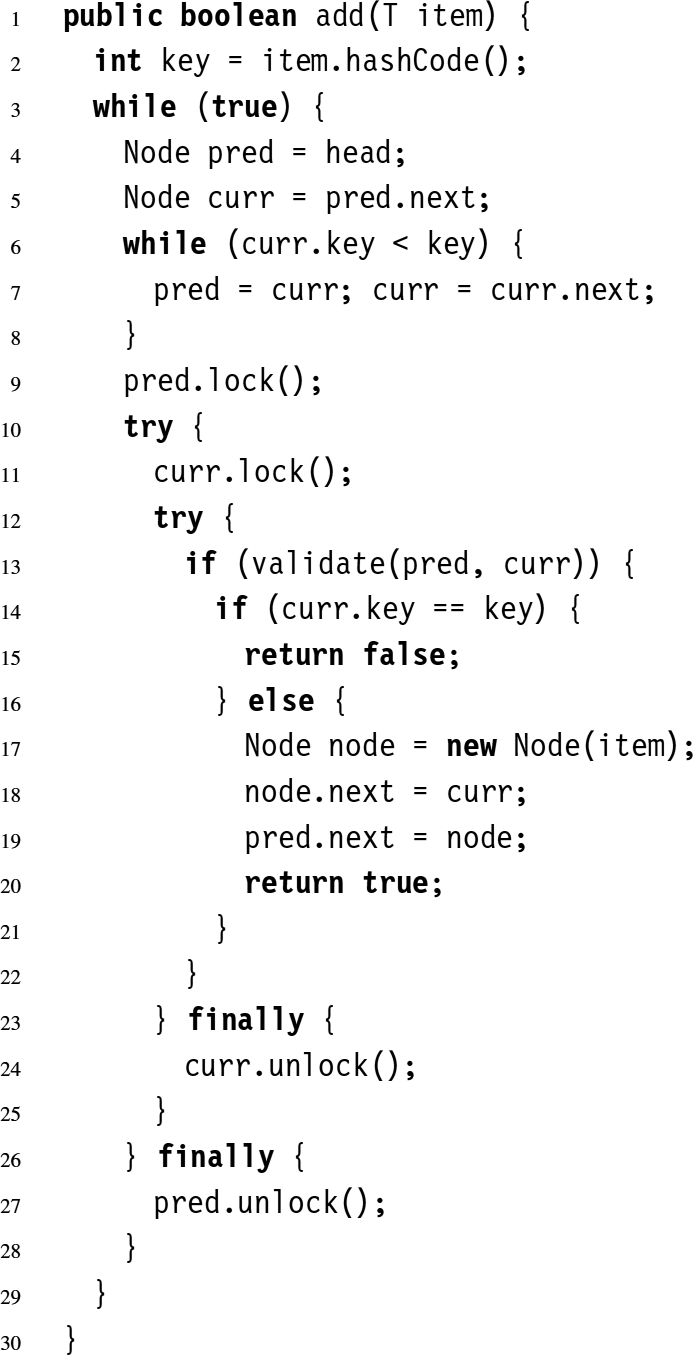 1 public boolean add(T item) {
2 int key = item.hashCode();
3 while (true) {
4 Node pred = head;
5 Node curr = pred.next;
6 while (curr.key < key) {
7 pred = curr; curr = curr.next;
8 }
9 pred.lock();
10 try {
11 curr.lock();
12 try {
13 if (validate(pred, curr)) {
14 if (curr.key == key) {
15 return false;
16 } else {
17 Node node = new Node(item);
18 node.next = curr;
19 pred.next = node;
20 return true;
21 }
22 }
23 } finally {
24 curr.unlock();
25 }
26 } finally {
27 pred.unlock();
28 }
29 }
30 }